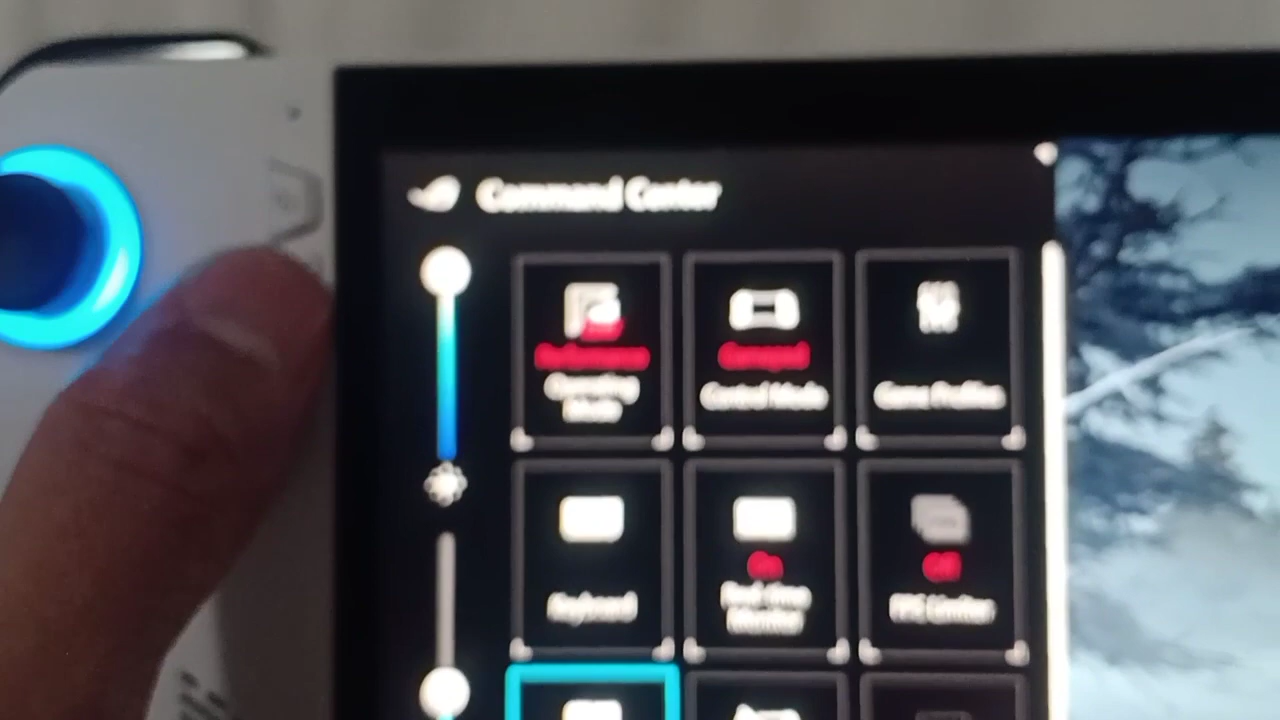 Command Center
Performance
Operating
Mode
Gamepad
Control Mode
Game Profiles
Keyboard
On
Real-time
Monitor
Off
FPS Limiter